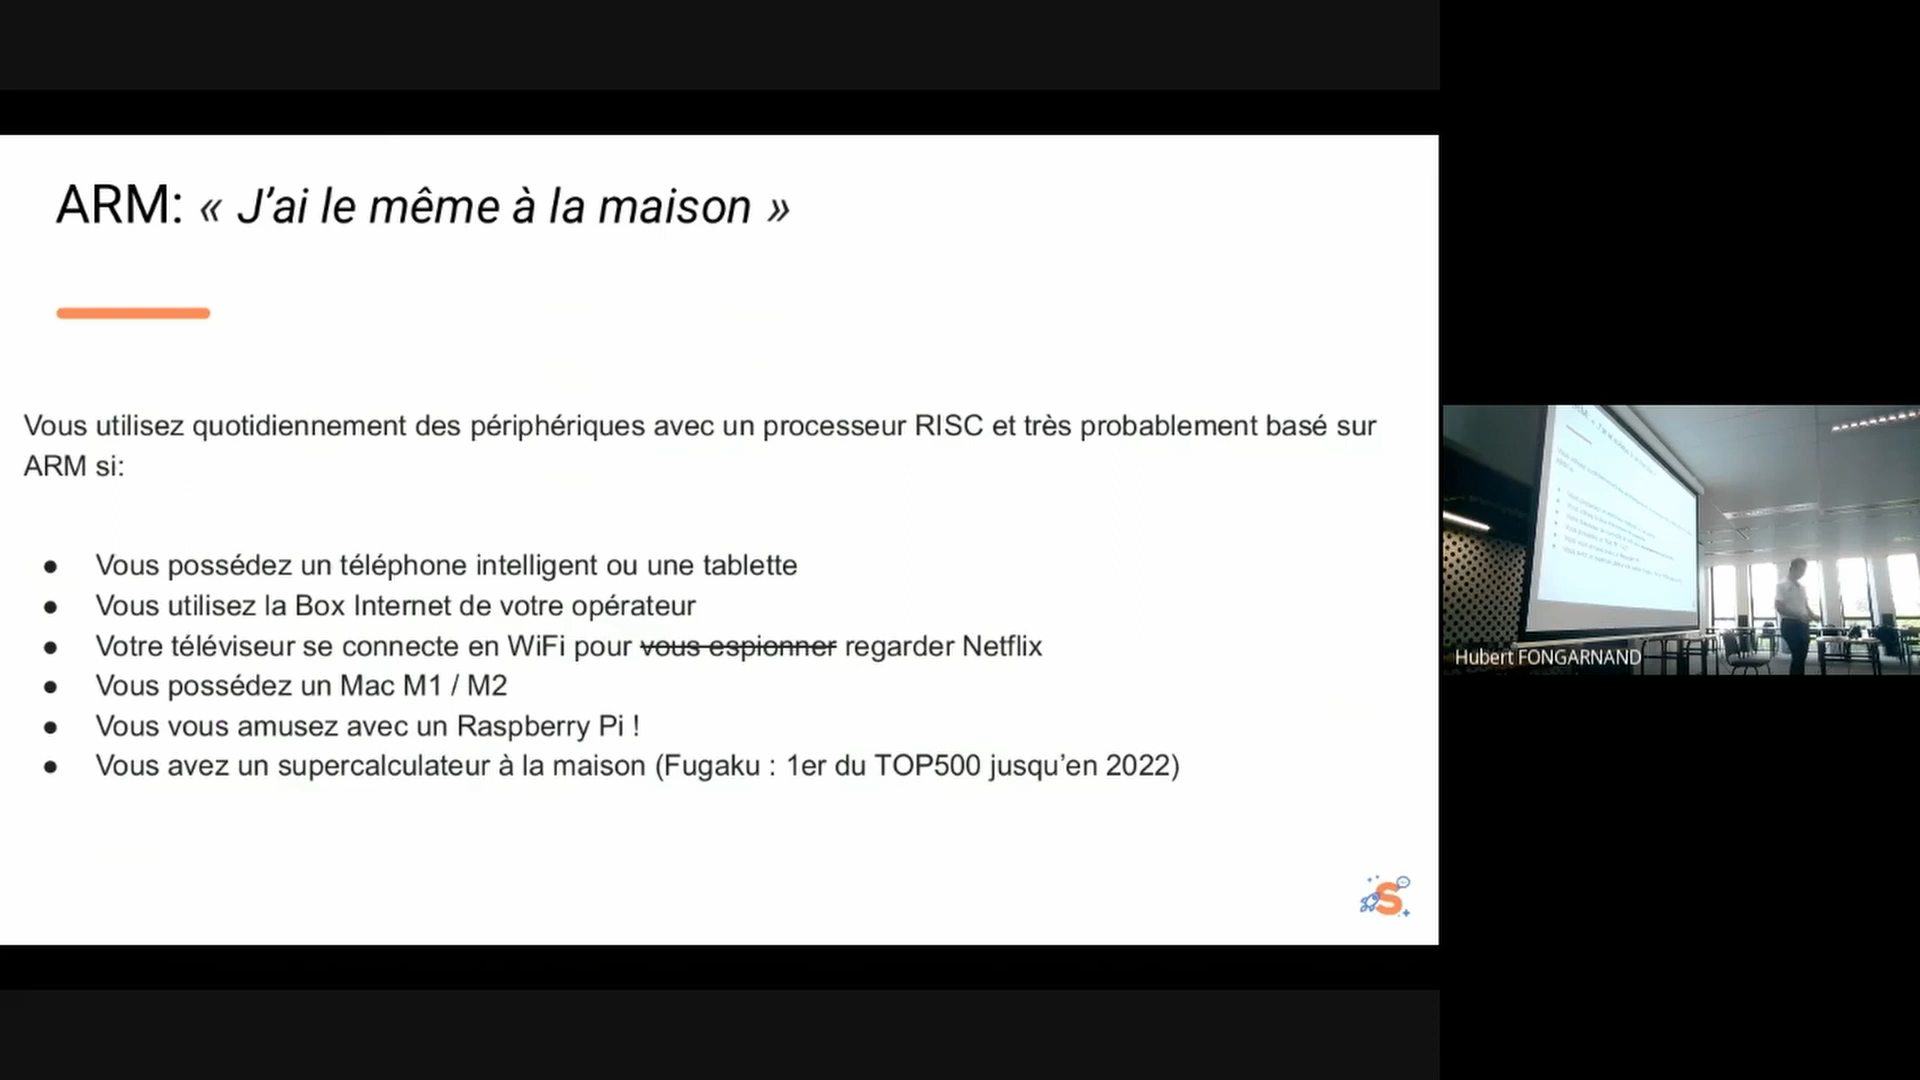 ARM: « J’ai le même à la maison »
Vous utilisez quotidiennement des périphériques avec un processeur RISC et très probablement basé sur
ARM si:
● Vous possédez un téléphone intelligent ou une tablette
● Vous utilisez la Box Internet de votre opérateur
● Votre téléviseur se connecte en WiFi pour vous espionner regarder Netflix
● Vous possédez un Mac M1 / M2
● Vous vous amusez avec un Raspberry Pi !
● Vous avez un supercalculateur à la maison (Fugaku : 1er du TOP500 jusqu’en 2022)
S
Hubert FONGARNAND